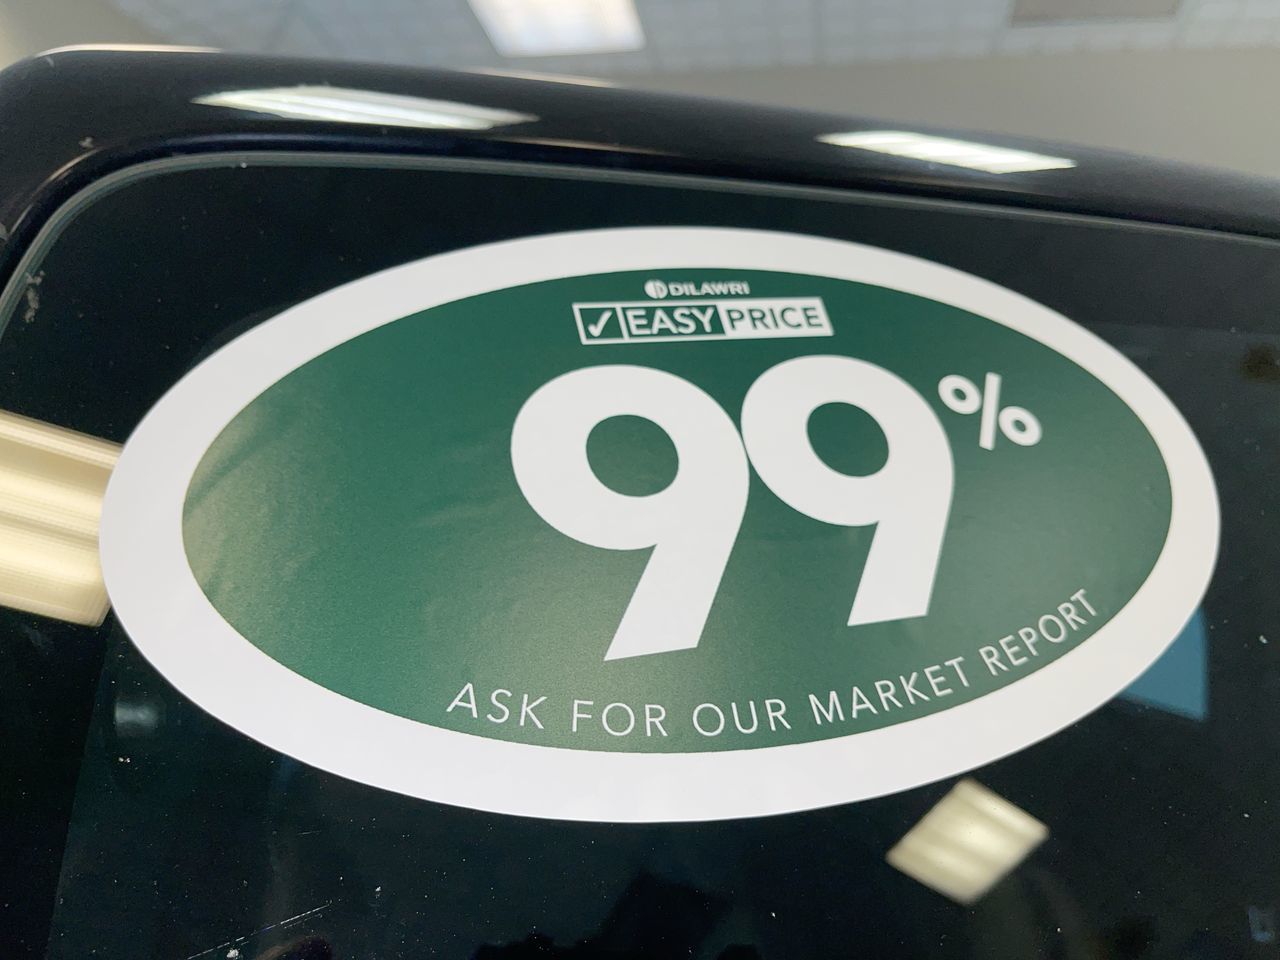 DILAWRI
✓ EASY PRICE
99%
ASK FOR OUR MARKET REPORT